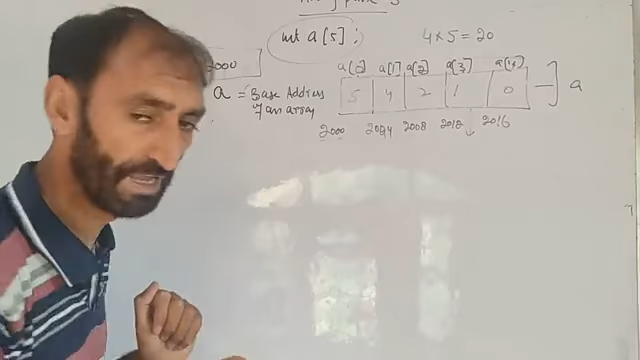 int a[5];
4 × 5 = 20
2000
a[0] a[1] a[2] a[3] a[4]
a = Base Address
of an array
5 4 2 1 0
a
2000 2004 2008 2012 2016